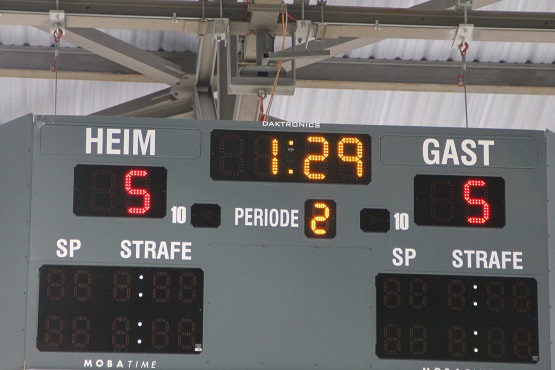 DAKTRONICS
HEIM 1:29 GAST
5 5
10 PERIODE 2 10
SP STRAFE SP STRAFE
MOBATIME